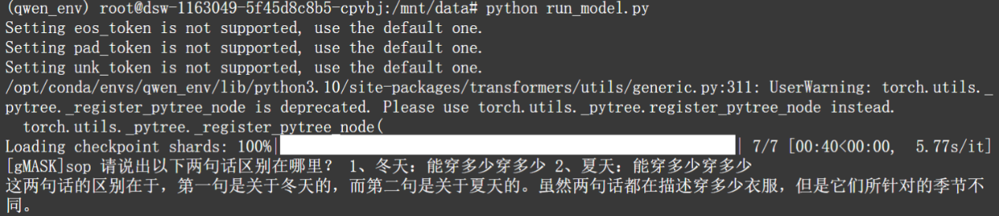 (qwen_env) root@dsw-1163049-5f45d8c8b5-cpvbj:/mnt/data# python run_model.py
Setting eos_token is not supported, use the default one.
Setting pad_token is not supported, use the default one.
Setting unk_token is not supported, use the default one.
/opt/conda/envs/qwen_env/lib/python3.10/site-packages/transformers/utils/generic.py:311: UserWarning: torch.utils._
pytree._register_pytree_node is deprecated. Please use torch.utils._pytree.register_pytree_node instead.
  torch.utils._pytree._register_pytree_node(
Loading checkpoint shards: 100%|██████████| 7/7 [00:40<00:00,  5.77s/it]
[gMASK]sop 请说出以下两句话区别在哪里? 1、冬天：能穿多少穿多少 2、夏天：能穿多少穿多少
这两句话的区别在于，第一句是关于冬天的，而第二句是关于夏天的。虽然两句话都在描述穿多少衣服，但是它们所针对的季节不
同。